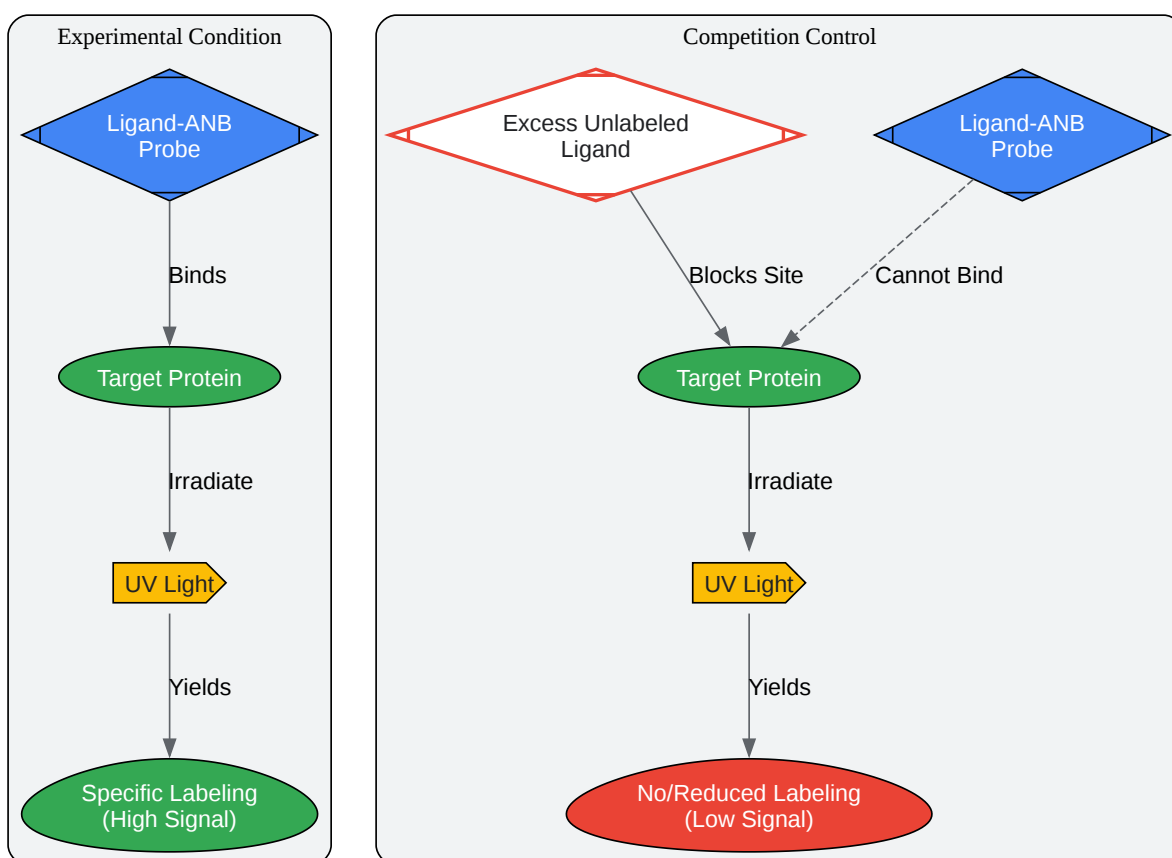 Experimental Condition
Ligand-ANB
Probe
Binds
Target Protein
Irradiate
UV Light
Yields
Specific Labeling
(High Signal)
Competition Control
Excess Unlabeled
Ligand
Ligand-ANB
Probe
Blocks Site
Cannot Bind
Target Protein
Irradiate
UV Light
Yields
No/Reduced Labeling
(Low Signal)